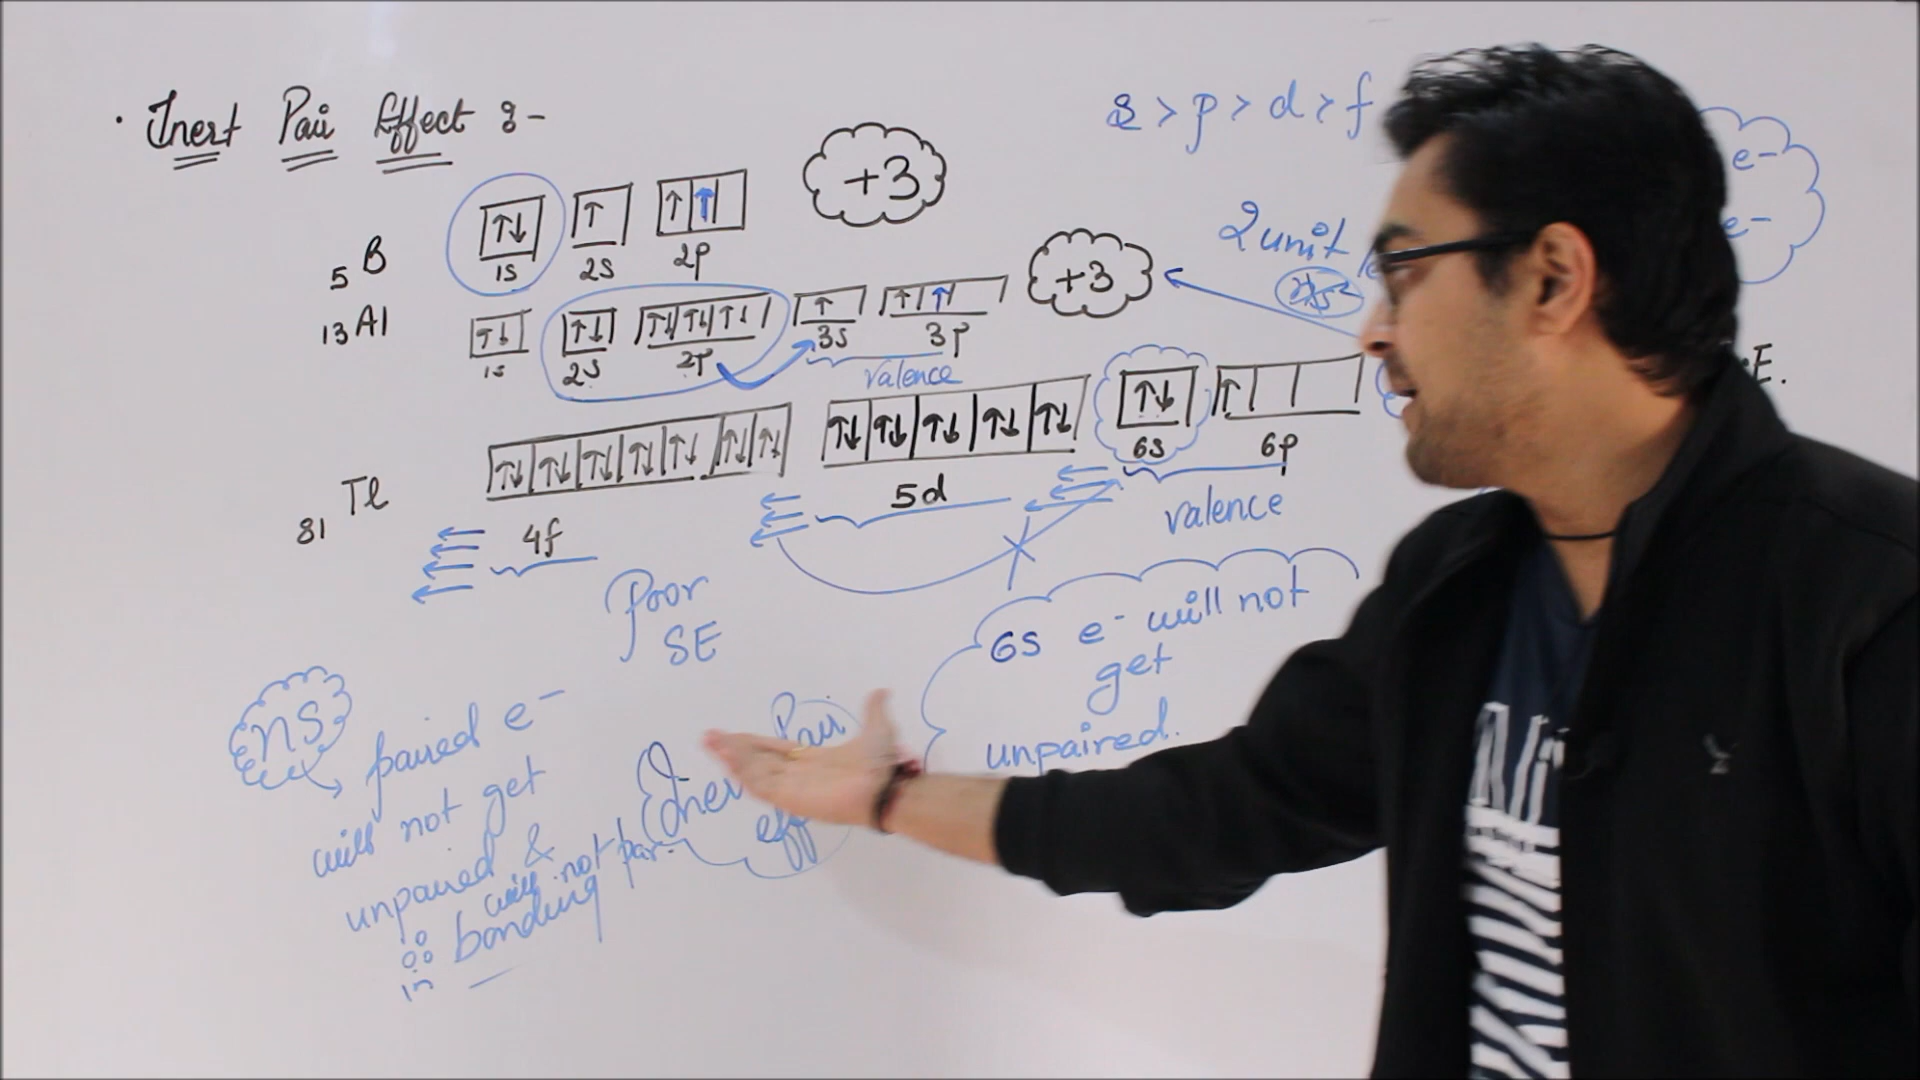 · Inert Pair Effect :-
s > p > d > f
e-
e-
+3
2 unit
5 B
1s 2s 2p
+3
13 Al
1s 2s 2p 3s 3p
valence
E.
81 Tl
4f 5d 6s 6p
valence
Poor
SE
6s e- will not
get
unpaired.
ns
paired e-
will not get
unpaired &
will not par.
∴ bonding
in
Pair